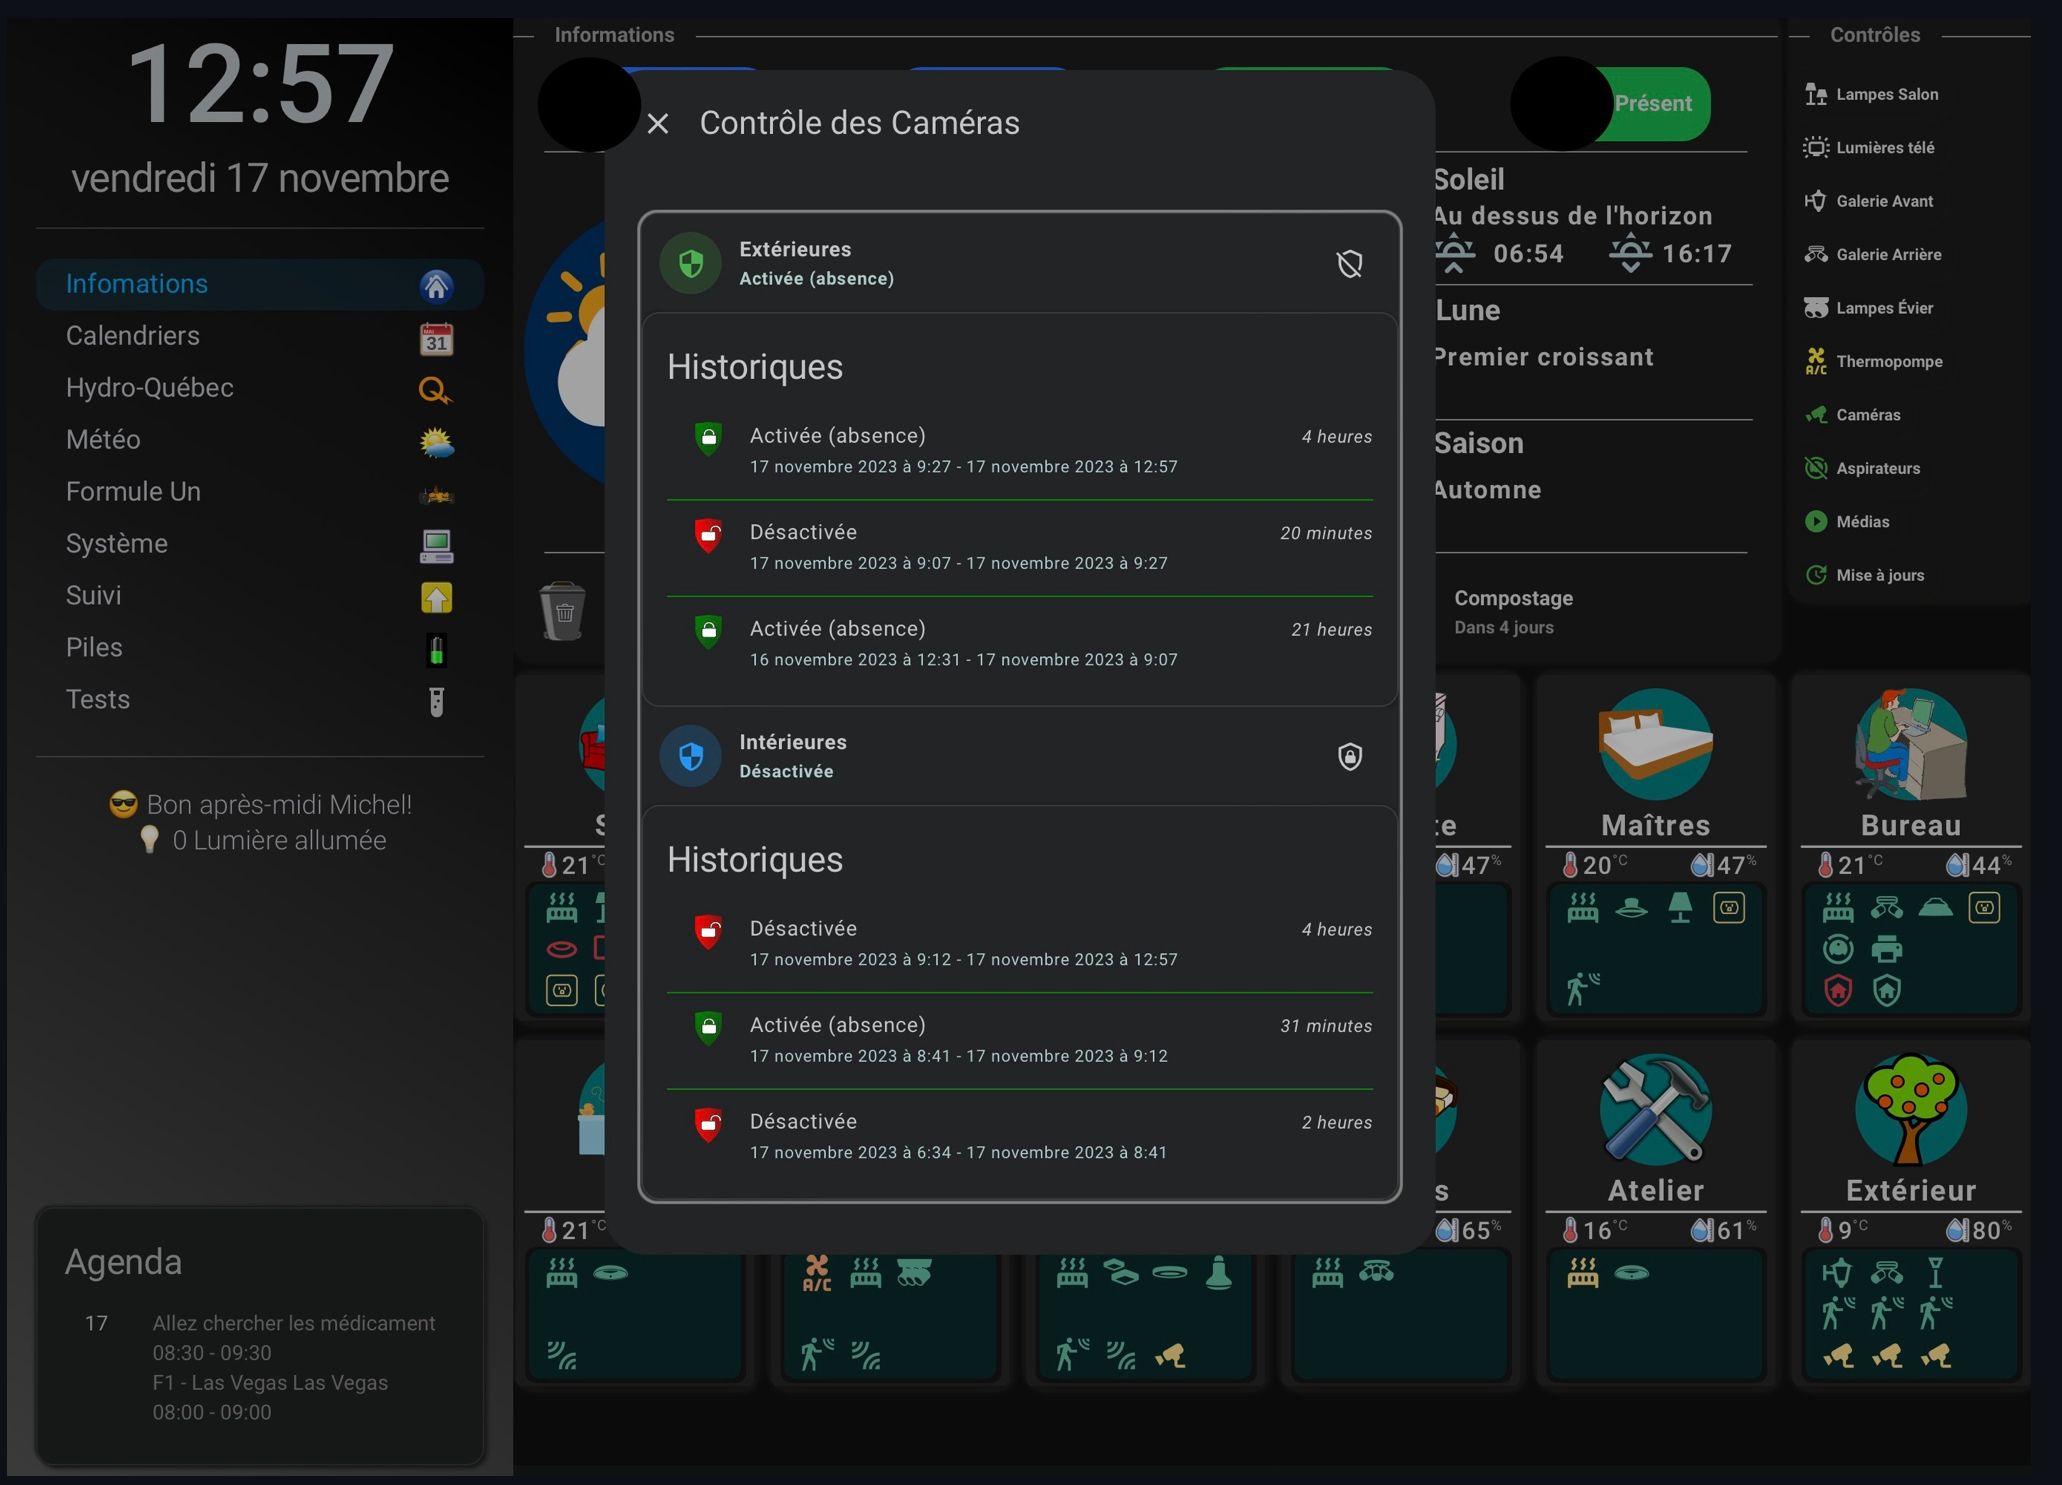 12:57
vendredi 17 novembre
Infomations
Calendriers
MAI
31
Hydro-Québec
Météo
Formule Un
Système
Suivi
Piles
Tests
😎 Bon après-midi Michel!
💡 0 Lumière allumée
Agenda
17
Allez chercher les médicament
08:30 - 09:30
F1 - Las Vegas Las Vegas
08:00 - 09:00
Informations
Présent
Contrôle des Caméras
Extérieures
Activée (absence)
Historiques
Activée (absence) 4 heures
17 novembre 2023 à 9:27 - 17 novembre 2023 à 12:57
Désactivée 20 minutes
17 novembre 2023 à 9:07 - 17 novembre 2023 à 9:27
Activée (absence) 21 heures
16 novembre 2023 à 12:31 - 17 novembre 2023 à 9:07
Intérieures
Désactivée
Historiques
Désactivée 4 heures
17 novembre 2023 à 9:12 - 17 novembre 2023 à 12:57
Activée (absence) 31 minutes
17 novembre 2023 à 8:41 - 17 novembre 2023 à 9:12
Désactivée 2 heures
17 novembre 2023 à 6:34 - 17 novembre 2023 à 8:41
Soleil
Au dessus de l'horizon
06:54 16:17
Lune
Premier croissant
Saison
Automne
Compostage
Dans 4 jours
Contrôles
Lampes Salon
Lumières télé
Galerie Avant
Galerie Arrière
Lampes Évier
A/C Thermopompe
Caméras
Aspirateurs
Médias
Mise à jours
S
te
Maîtres
Bureau
21°C
47%
20°C 47%
21°C 44%
s
Atelier
Extérieur
21°C
65%
16°C 61%
9°C 80%
A/C